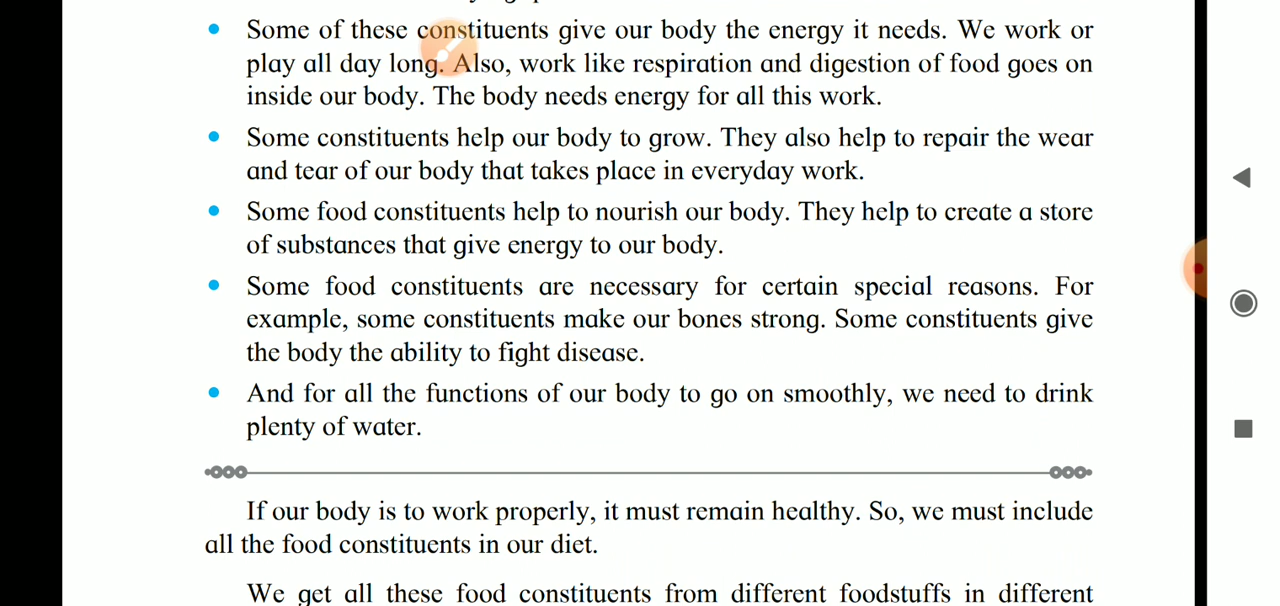 Some of these constituents give our body the energy it needs. We work or
play all day long. Also, work like respiration and digestion of food goes on
inside our body. The body needs energy for all this work.
Some constituents help our body to grow. They also help to repair the wear
and tear of our body that takes place in everyday work.
Some food constituents help to nourish our body. They help to create a store
of substances that give energy to our body.
Some food constituents are necessary for certain special reasons. For
example, some constituents make our bones strong. Some constituents give
the body the ability to fight disease.
And for all the functions of our body to go on smoothly, we need to drink
plenty of water.
If our body is to work properly, it must remain healthy. So, we must include
all the food constituents in our diet.
We get all these food constituents from different foodstuffs in different